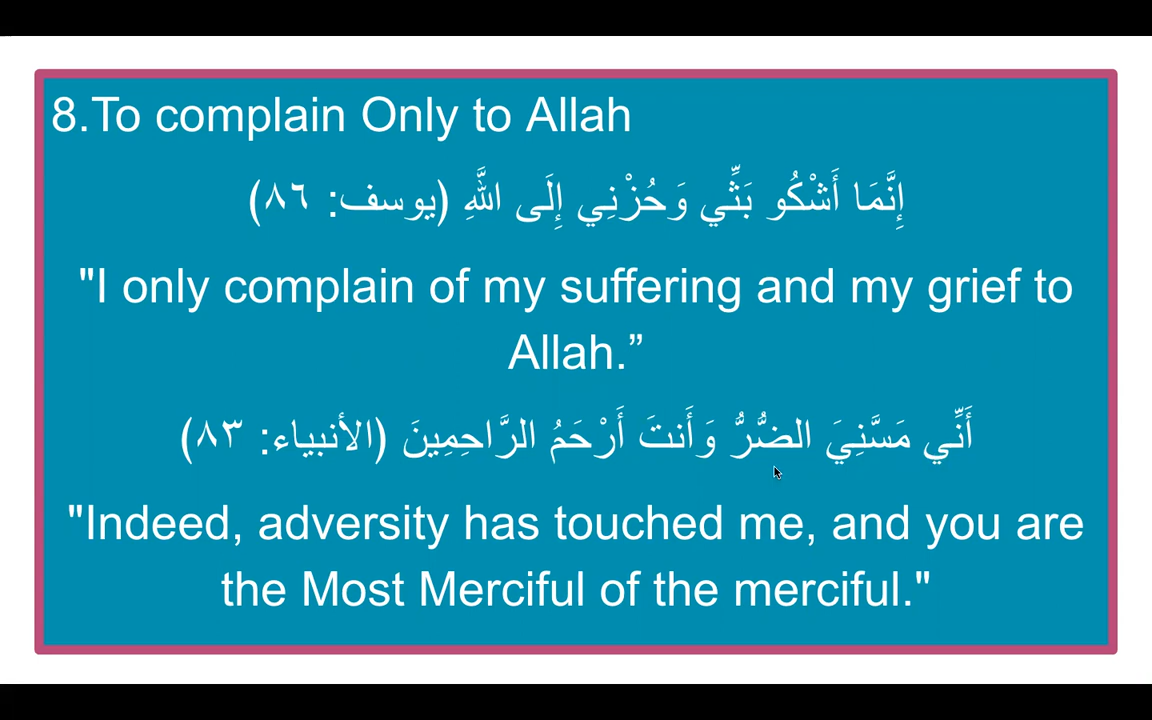 8.To complain Only to Allah
إِنَّمَا أَشْكُو بَثِّي وَحُزْنِي إِلَى اللَّهِ (يوسف: ٨٦)
"I only complain of my suffering and my grief to
Allah.”
أَنِّي مَسَّنِيَ الضُّرُّ وَأَنتَ أَرْحَمُ الرَّاحِمِينَ (الأنبياء: ٨٣)
"Indeed, adversity has touched me, and you are
the Most Merciful of the merciful."